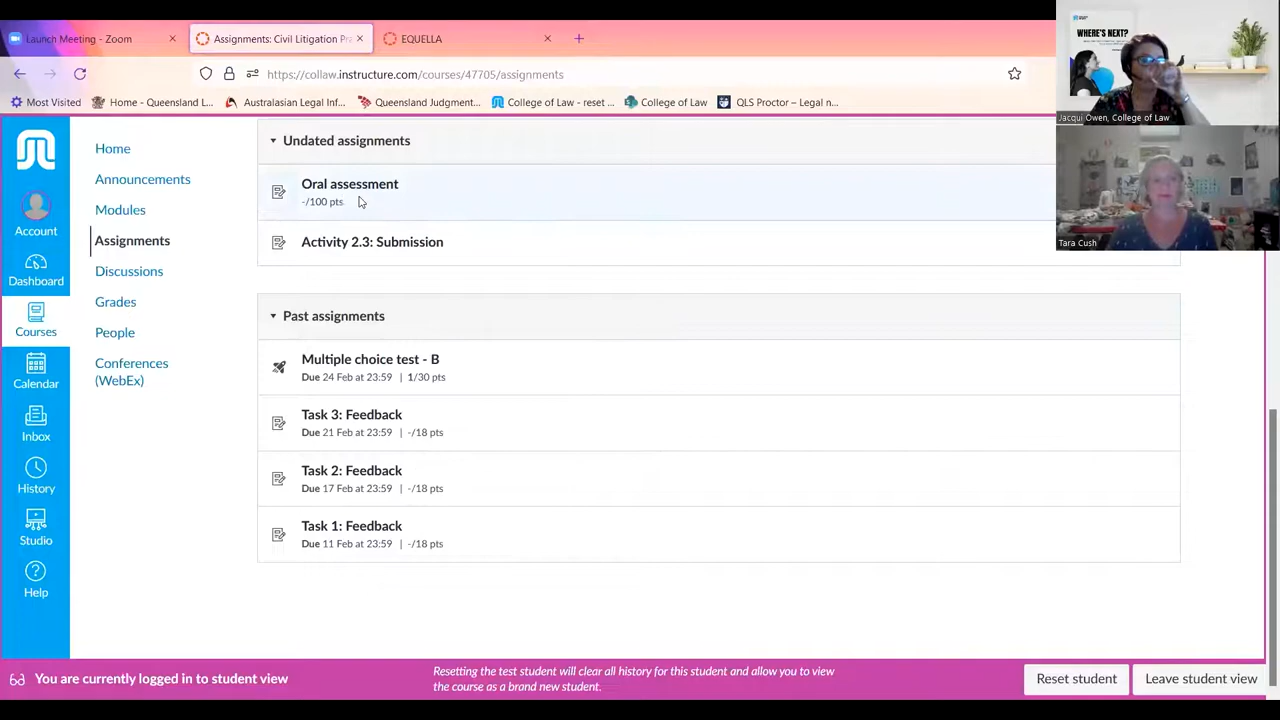 Launch Meeting - Zoom
Assignments: Civil Litigation Pra
EQUELLA
https://collaw.instructure.com/courses/47705/assignments
Most Visited
Home - Queensland L...
Australasian Legal Inf...
Queensland Judgment...
College of Law - reset ...
College of Law
QLS Proctor – Legal n...
WHERE'S NEXT?
Jacqui Owen, College of Law
Tara Cush
Account
Dashboard
Courses
Calendar
Inbox
History
Studio
Help
Home
Announcements
Modules
Assignments
Discussions
Grades
People
Conferences
(WebEx)
Undated assignments
Oral assessment
-/100 pts
Activity 2.3: Submission
Past assignments
Multiple choice test - B
Due 24 Feb at 23:59 | 1/30 pts
Task 3: Feedback
Due 21 Feb at 23:59 | -/18 pts
Task 2: Feedback
Due 17 Feb at 23:59 | -/18 pts
Task 1: Feedback
Due 11 Feb at 23:59 | -/18 pts
You are currently logged in to student view
Resetting the test student will clear all history for this student and allow you to view
the course as a brand new student.
Reset student
Leave student view